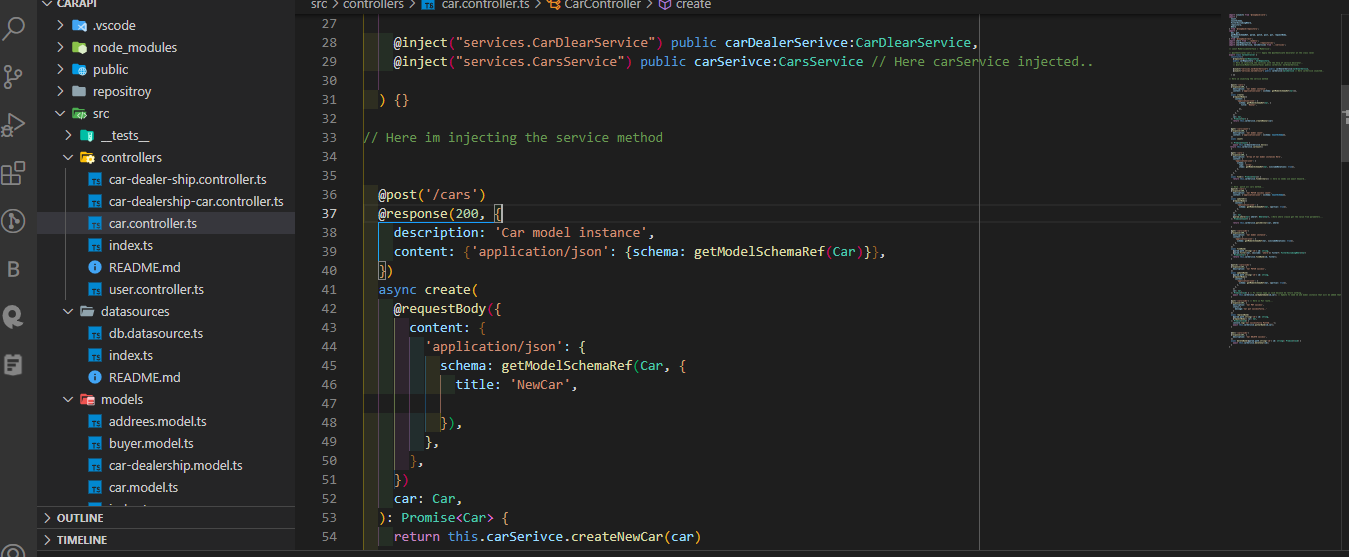 CARAPI
.vscode
node_modules
public
repositroy
src
__tests__
controllers
car-dealer-ship.controller.ts
car-dealership-car.controller.ts
car.controller.ts
index.ts
README.md
user.controller.ts
datasources
db.datasource.ts
index.ts
README.md
models
addrees.model.ts
buyer.model.ts
car-dealership.model.ts
car.model.ts
OUTLINE
TIMELINE
src > controllers > TS car.controller.ts > CarController > create
27
28 @inject("services.CarDlearService") public carDealerSerivce:CarDlearService,
29 @inject("services.CarsService") public carSerivce:CarsService // Here carService injected..
30
31 ) {}
32
33 // Here im injecting the service method
34
35
36 @post('/cars')
37 @response(200, {
38 description: 'Car model instance',
39 content: {'application/json': {schema: getModelSchemaRef(Car)}},
40 })
41 async create(
42 @requestBody({
43 content: {
44 'application/json': {
45 schema: getModelSchemaRef(Car, {
46 title: 'NewCar',
47
48 }),
49 },
50 },
51 })
52 car: Car,
53 ): Promise<Car> {
54 return this.carSerivce.createNewCar(car)